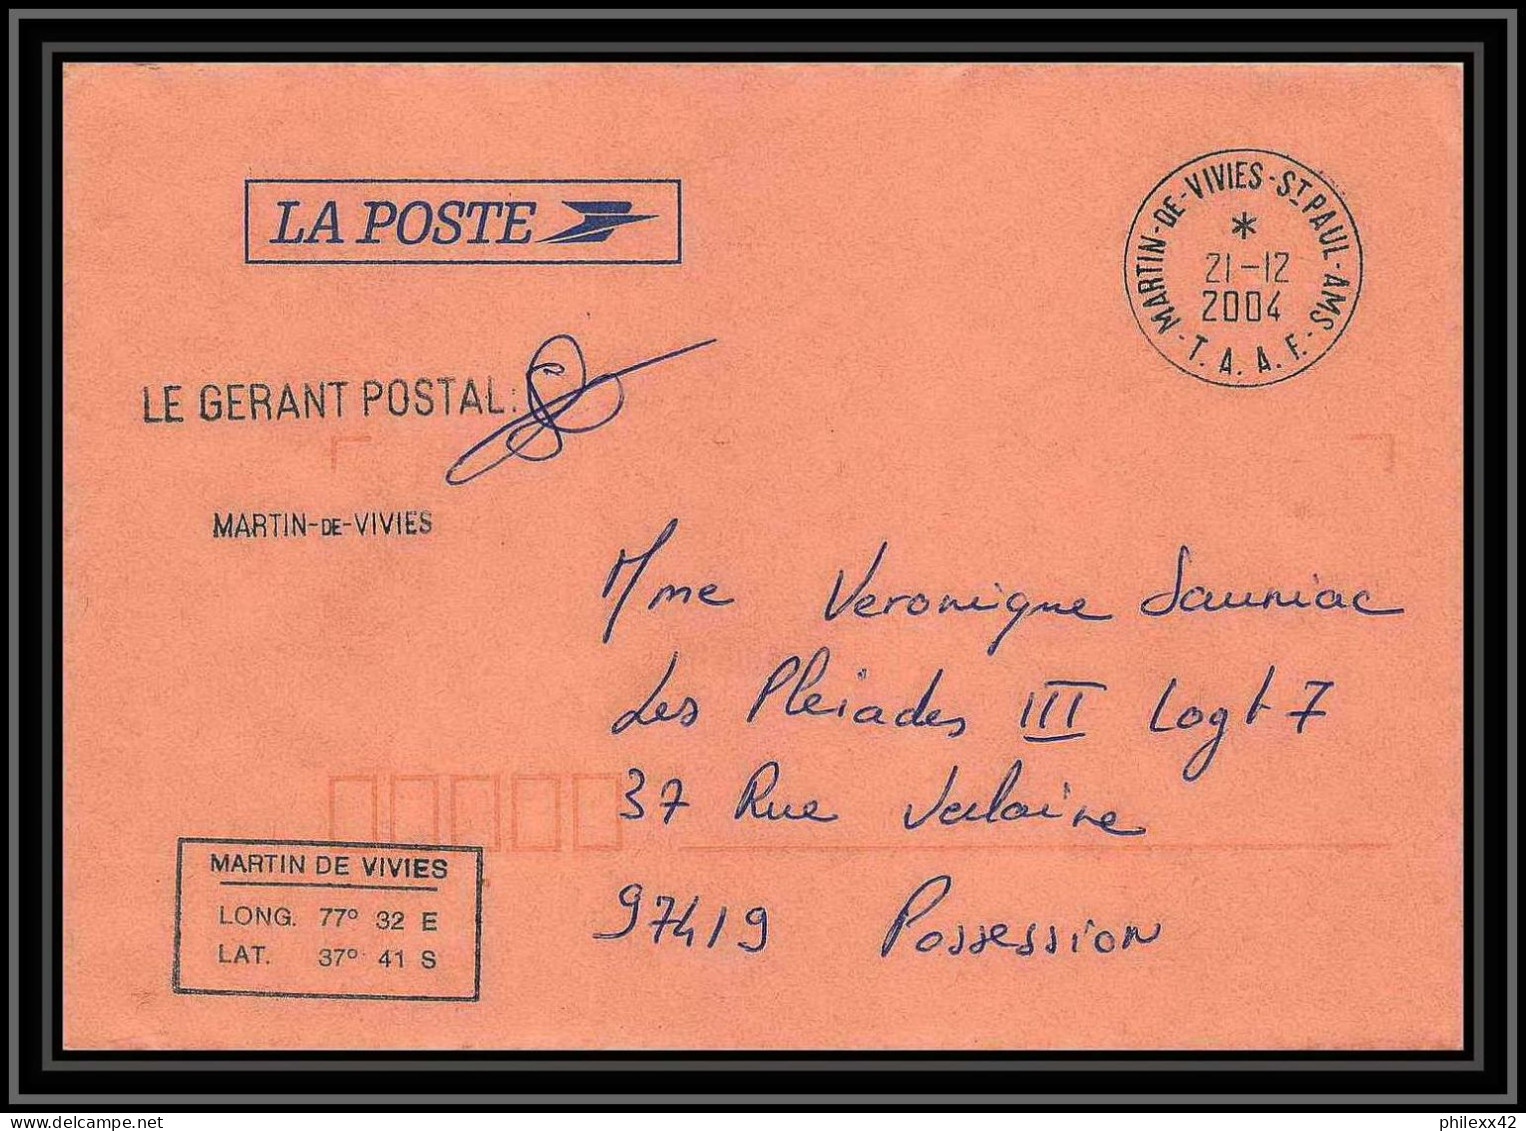 LA POSTE
MARTIN-DE-VIVIES-ST PAUL-AMS-
*
21-12
2004
-T.A.A.F.-
LE GERANT POSTAL:
MARTIN-DE-VIVIES
Mme Veronique Sauniac
Les Pleiades III Logt 7
37 Rue Valaire
97419 Possession
MARTIN DE VIVIES
LONG. 77° 32 E
LAT. 37° 41 S
philexx42